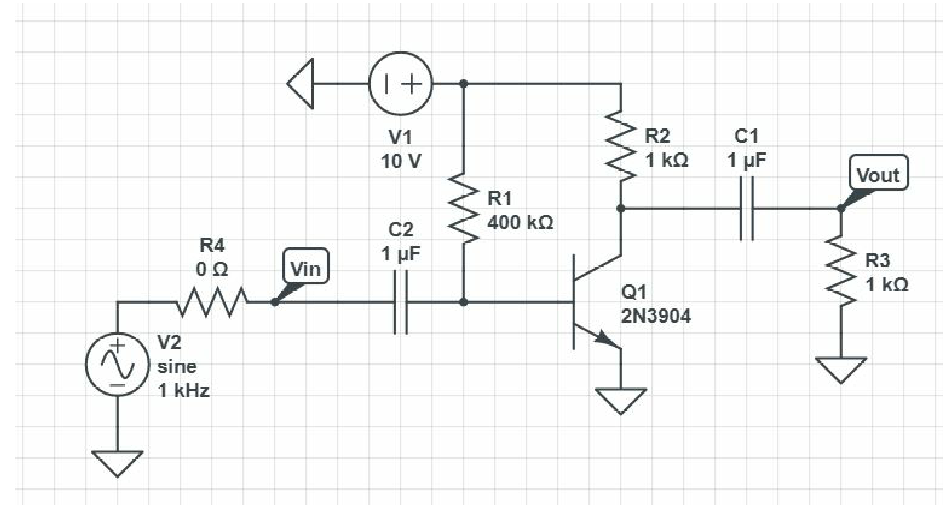 V1
10 V
R2
1 kΩ
C1
1 µF
Vout
R1
400 kΩ
C2
1 µF
R4
0 Ω
Vin
R3
1 kΩ
Q1
2N3904
V2
sine
1 kHz